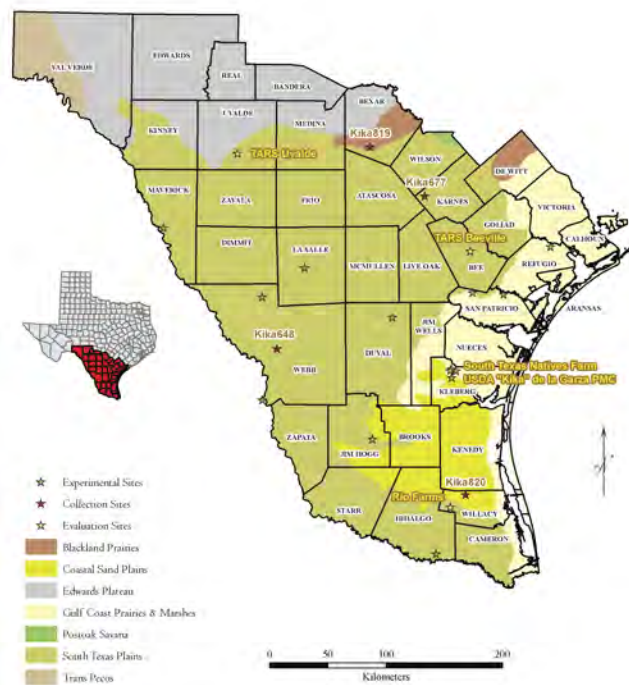 VAL VERDE
EDWARDS
REAL
BANDERA
KINNEY
UVALDE
MEDINA
BEXAR
Kika819
TARS Uvalde
WILSON
DEWITT
Kika677
MAVERICK
ZAVALA
FRIO
ATASCOSA
KARNES
VICTORIA
GOLIAD
CALHOUN
TARS Beeville
DIMMIT
LA SALLE
MCMULLEN
LIVE OAK
BEE
REFUGIO
SAN PATRICIO
ARANSAS
Kika648
WEBB
DUVAL
JIM
WELLS
NUECES
South Texas Natives Farm
USDA "Kika" de la Garza PMC
KLEBERG
ZAPATA
JIM HOGG
BROOKS
KENEDY
Kika820
Rio Farms
STARR
HIDALGO
WILLACY
CAMERON
Experimental Sites
Collection Sites
Evaluation Sites
Blackland Prairies
Coastal Sand Plains
Edwards Plateau
Gulf Coast Prairies & Marshes
Postoak Savana
South Texas Plains
Trans Pecos
0 50 100 200
Kilometers